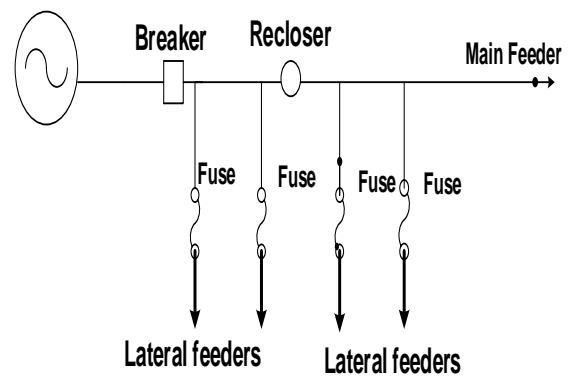 Breaker
Recloser
Main Feeder
Fuse
Fuse
Fuse
Fuse
Lateral feeders
Lateral feeders